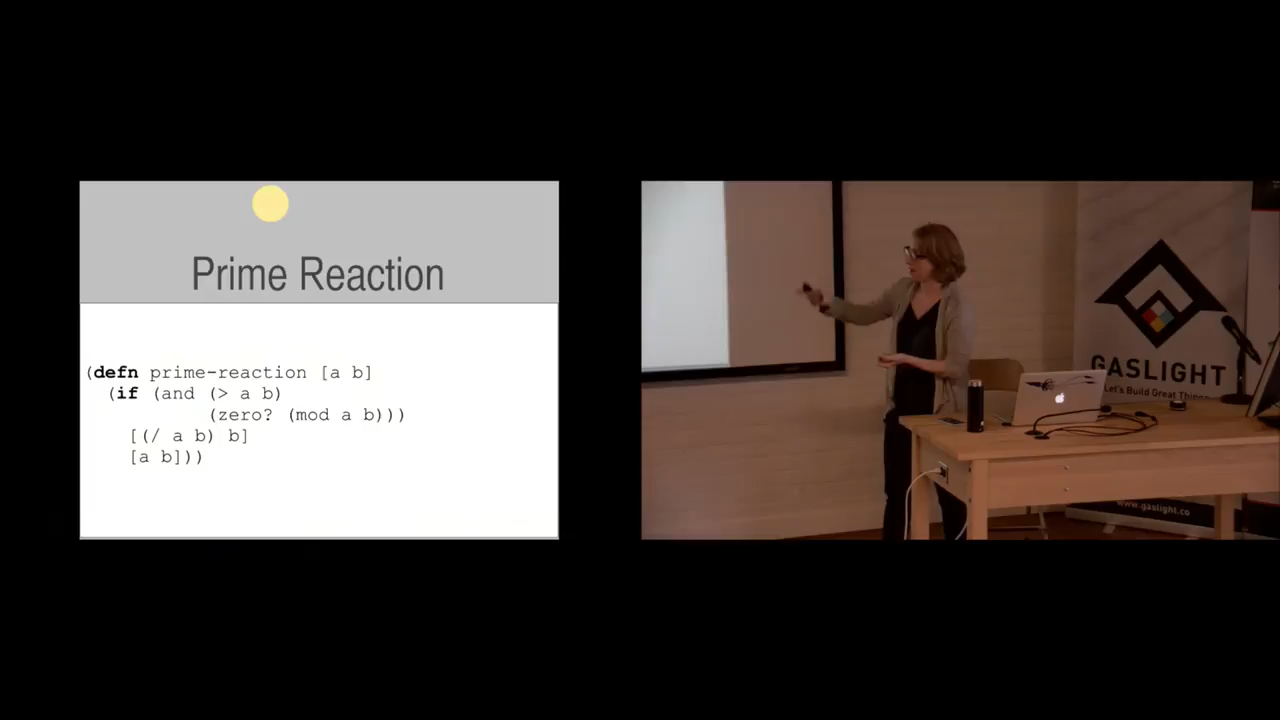 Prime Reaction
(defn prime-reaction [a b]
(if (and (> a b)
(zero? (mod a b)))
[(/ a b) b]
[a b]))
GASLIGHT
Let's Build Great Things
www.gaslight.co